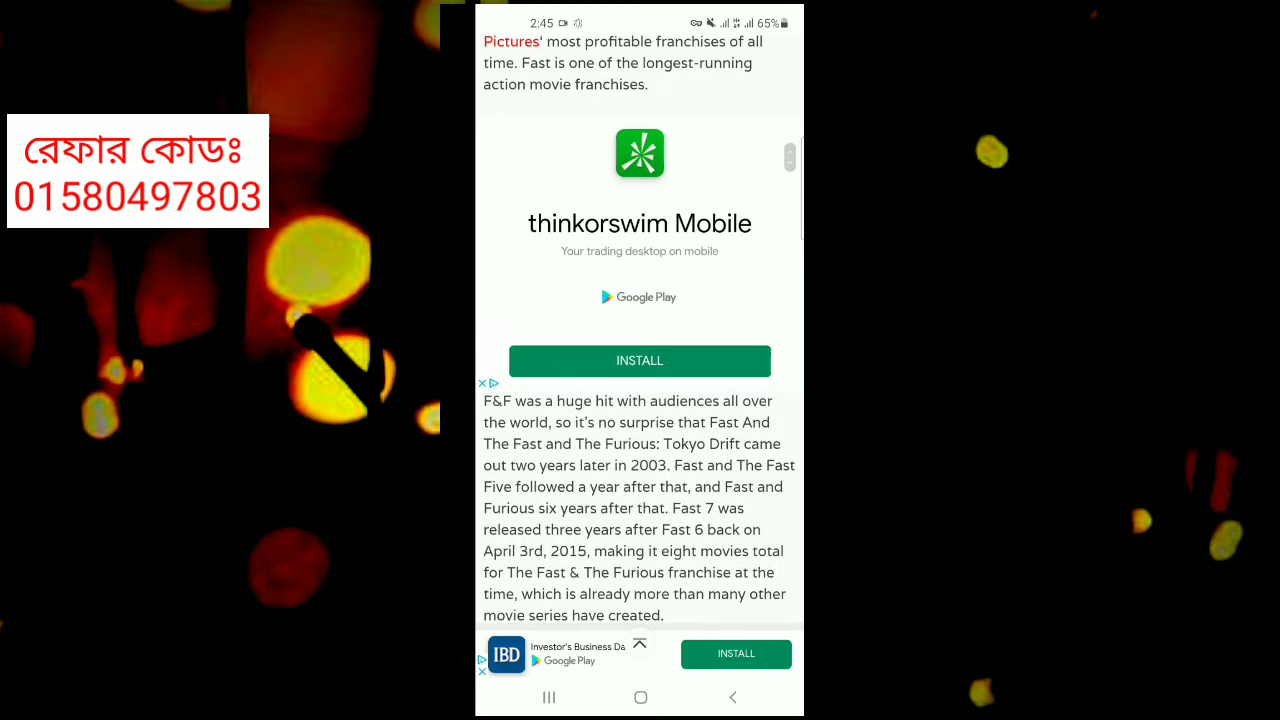 রেফার কোডঃ
01580497803
2:45
65%
Pictures‘ most profitable franchises of all
time. Fast is one of the longest-running
action movie franchises.
thinkorswim Mobile
Your trading desktop on mobile
Google Play
INSTALL
F&F was a huge hit with audiences all over
the world, so it’s no surprise that Fast And
The Fast and The Furious: Tokyo Drift came
out two years later in 2003. Fast and The Fast
Five followed a year after that, and Fast and
Furious six years after that. Fast 7 was
released three years after Fast 6 back on
April 3rd, 2015, making it eight movies total
for The Fast & The Furious franchise at the
time, which is already more than many other
movie series have created.
IBD
Investor's Business Da
Google Play
INSTALL